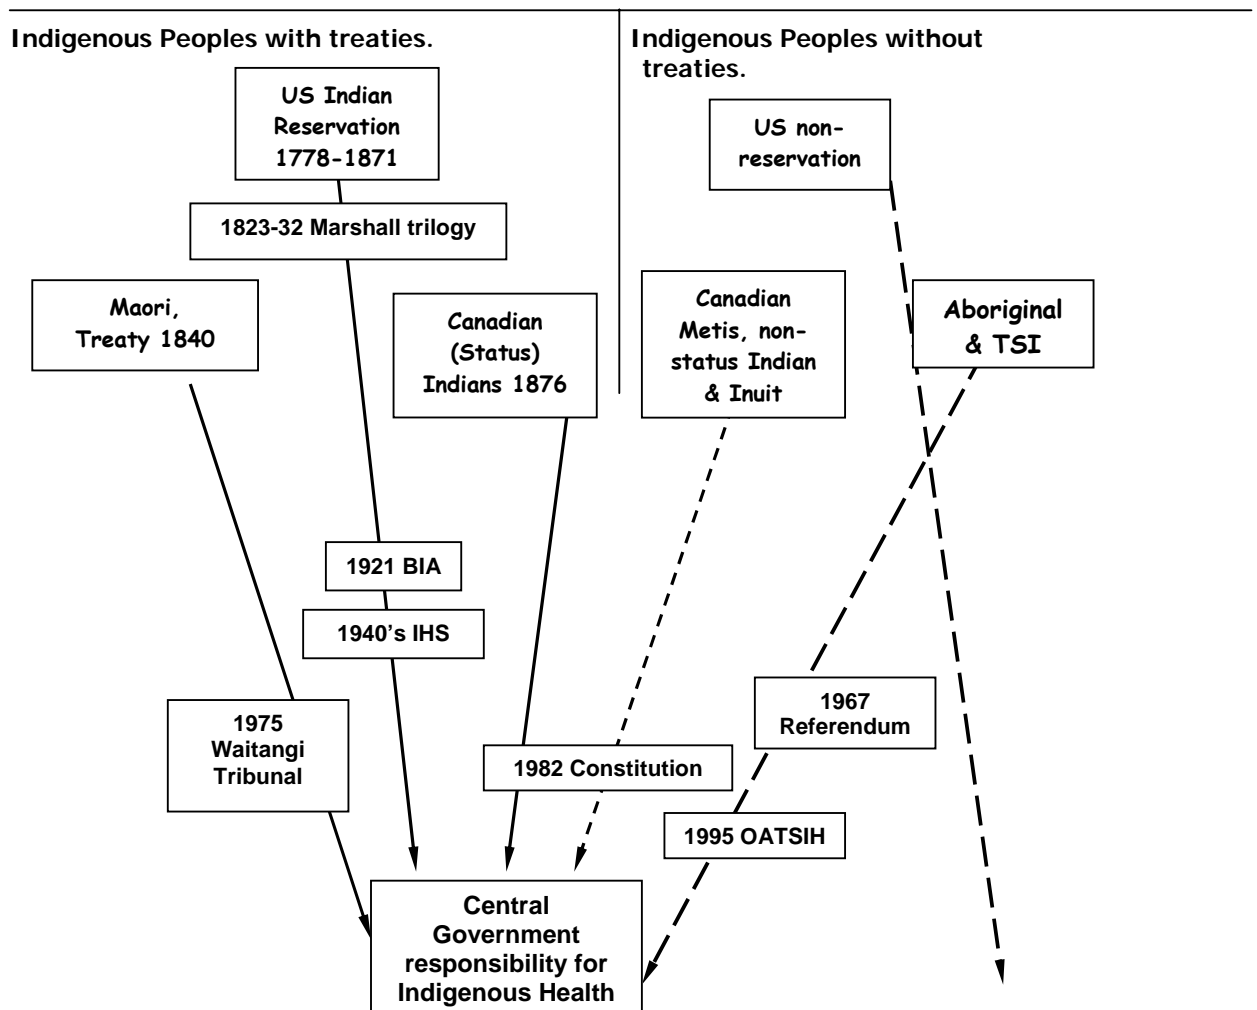 Indigenous Peoples with treaties.
Indigenous Peoples without
treaties.
US Indian
Reservation
1778-1871
US non-
reservation
1823-32 Marshall trilogy
Maori,
Treaty 1840
Canadian
(Status)
Indians 1876
Canadian
Metis, non-
status Indian
& Inuit
Aboriginal
& TSI
1921 BIA
1940's IHS
1967
Referendum
1975
Waitangi
Tribunal
1982 Constitution
1995 OATSIH
Central
Government
responsibility for
Indigenous Health